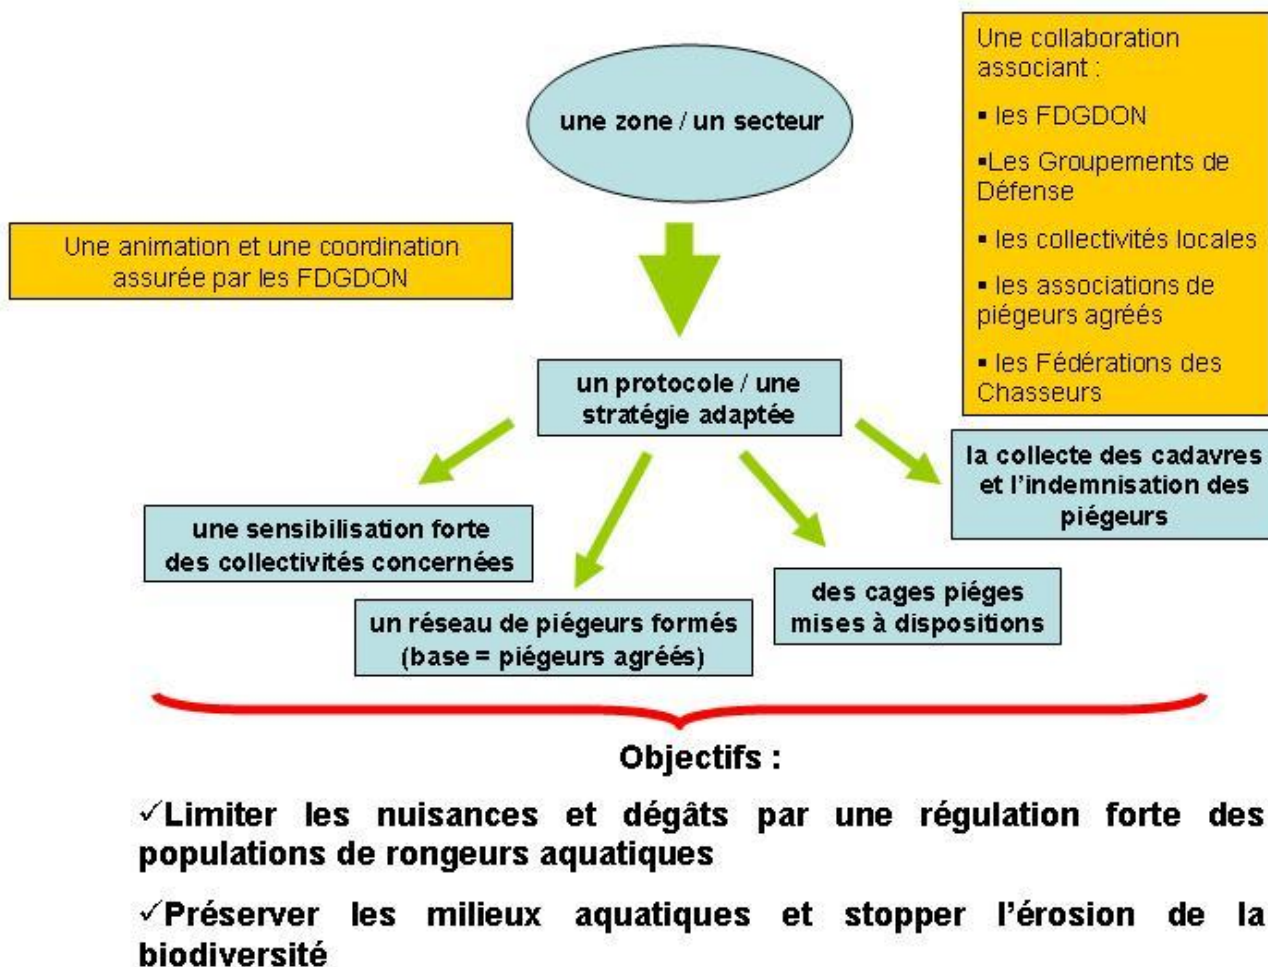 une zone / un secteur
Une collaboration
associant :
▪ les FDGDON
▪Les Groupements de
Défense
▪ les collectivités locales
▪ les associations de
piégeurs agréés
▪ les Fédérations des
Chasseurs
Une animation et une coordination
assurée par les FDGDON
un protocole / une
stratégie adaptée
la collecte des cadavres
et l'indemnisation des
piégeurs
une sensibilisation forte
des collectivités concernées
un réseau de piégeurs formés
(base = piégeurs agréés)
des cages piéges
mises à dispositions
Objectifs :
✓Limiter les nuisances et dégâts par une régulation forte des
populations de rongeurs aquatiques
✓Préserver les milieux aquatiques et stopper l'érosion de la
biodiversité